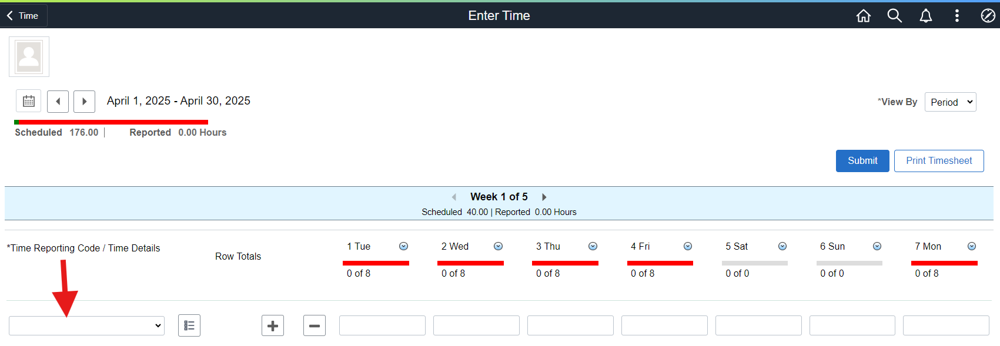 Time
Enter Time
April 1, 2025 - April 30, 2025
*View By Period
Scheduled 176.00 | Reported 0.00 Hours
Submit Print Timesheet
Week 1 of 5
Scheduled 40.00 | Reported 0.00 Hours
*Time Reporting Code / Time Details
Row Totals
1 Tue 2 Wed 3 Thu 4 Fri 5 Sat 6 Sun 7 Mon
0 of 8 0 of 8 0 of 8 0 of 8 0 of 0 0 of 0 0 of 8